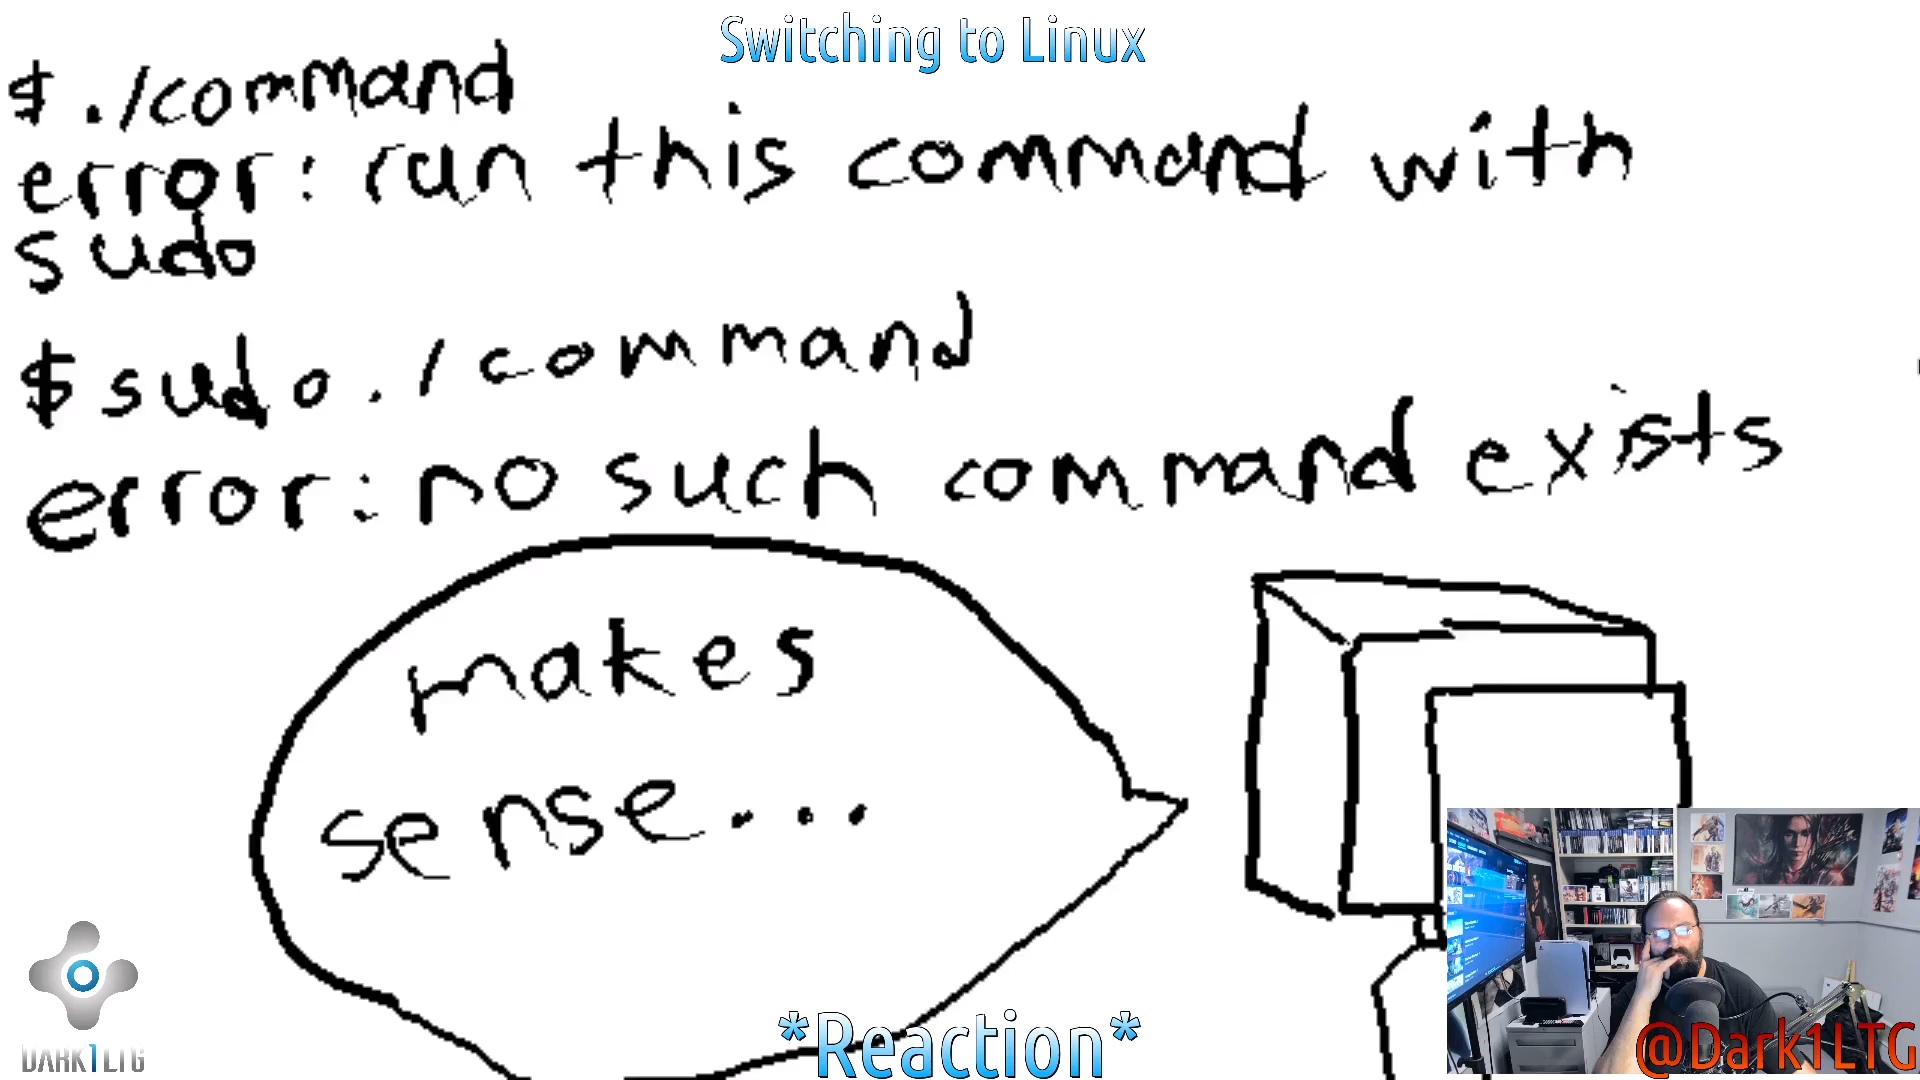 Switching to Linux
$ ./command
error: run this command with
sudo
$ sudo ./command
error: no such command exists
makes
sense...
DARK1LTG
*Reaction*
@Dark1LTG